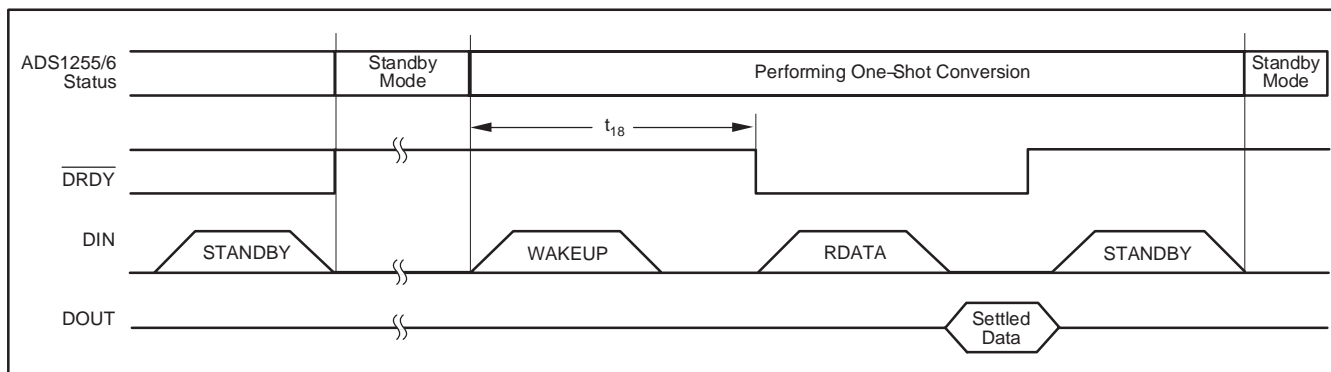 ADS1255/6
Status
Standby
Mode
Performing One–Shot Conversion
Standby
Mode
t18
DRDY
DIN
STANDBY
WAKEUP
RDATA
STANDBY
DOUT
Settled
Data